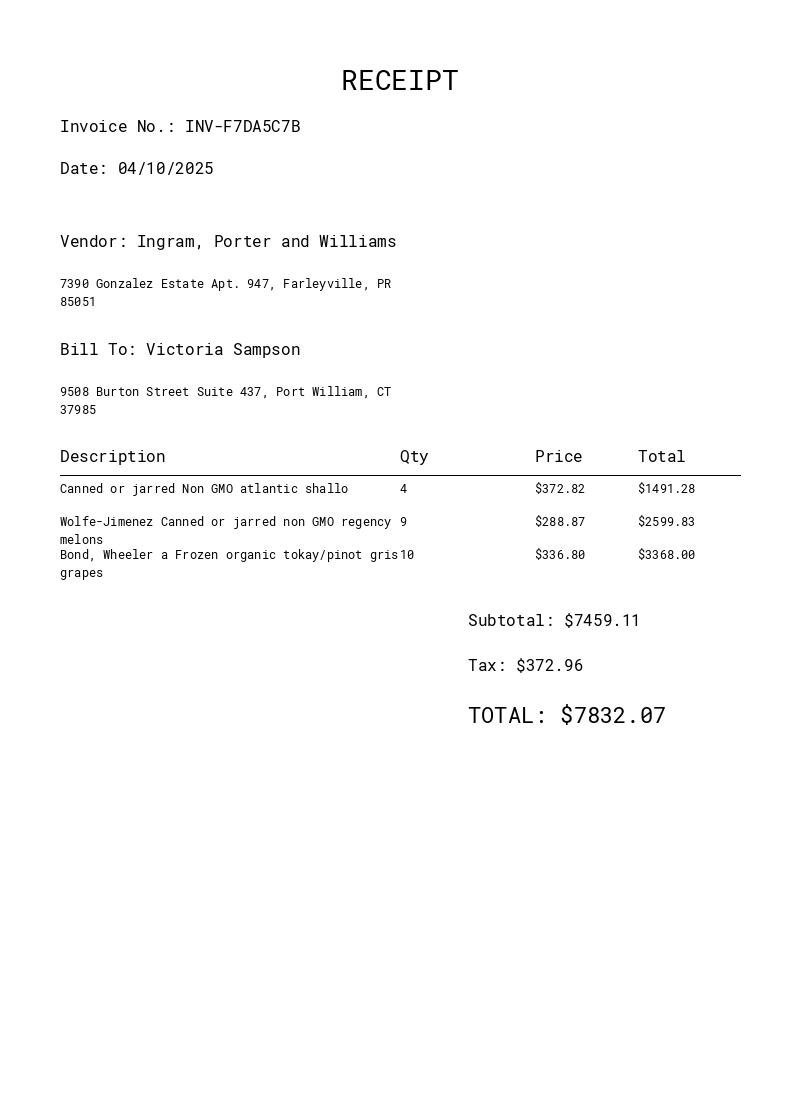 RECEIPT
Invoice No.: INV-F7DA5C7B
Date: 04/10/2025
Vendor: Ingram, Porter and Williams
7390 Gonzalez Estate Apt. 947, Farleyville, PR
85051
Bill To: Victoria Sampson
9508 Burton Street Suite 437, Port William, CT
37985
Description Qty Price Total
Canned or jarred Non GMO atlantic shallo 4 $372.82 $1491.28
Wolfe-Jimenez Canned or jarred non GMO regency 9 $288.87 $2599.83
melons
Bond, Wheeler a Frozen organic tokay/pinot gris 10 $336.80 $3368.00
grapes
Subtotal: $7459.11
Tax: $372.96
TOTAL: $7832.07